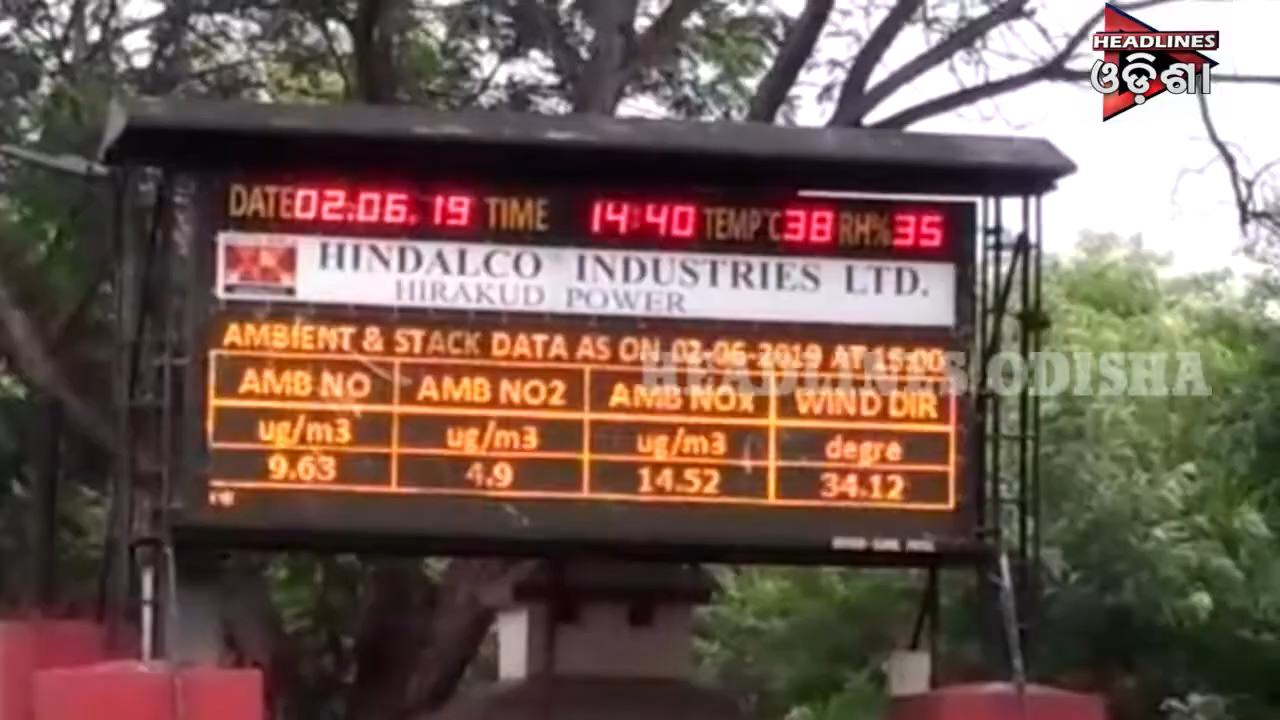 HEADLINES
ଓଡ଼ିଶା
DATE 02.06.19 TIME 14:40 TEMP°C 38 RH% 35
HINDALCO INDUSTRIES LTD.
HIRAKUD POWER
AMBIENT & STACK DATA AS ON 02-06-2019 AT 15:00
HEADLINES ODISHA
AMB NO AMB NO2 AMB NOx WIND DIR
ug/m3 ug/m3 ug/m3 degre
9.63 4.9 14.52 34.12